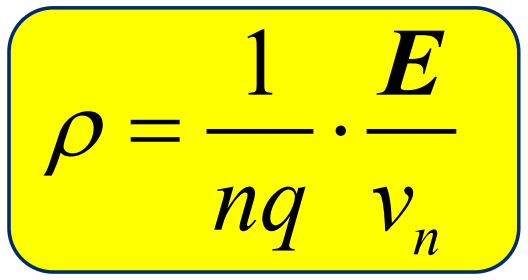 ρ = 1/nq · E/vₙ